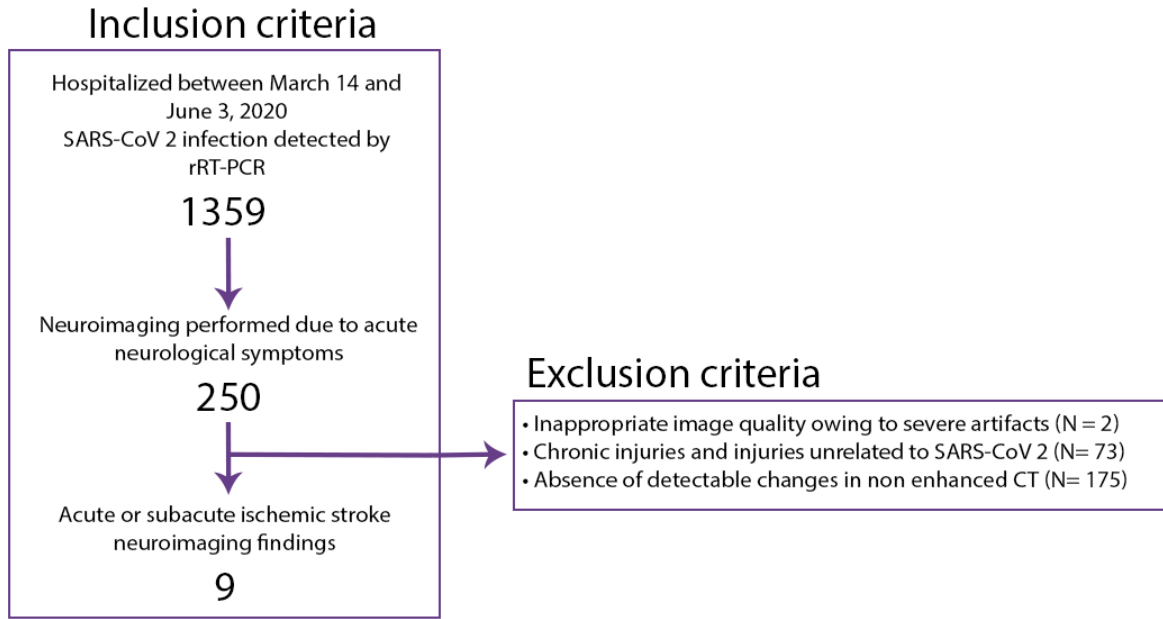 Inclusion criteria
Hospitalized between March 14 and
June 3, 2020
SARS-CoV 2 infection detected by
rRT-PCR
1359
Neuroimaging performed due to acute
neurological symptoms
250
Exclusion criteria
• Inappropriate image quality owing to severe artifacts (N = 2)
• Chronic injuries and injuries unrelated to SARS-CoV 2 (N= 73)
• Absence of detectable changes in non enhanced CT (N= 175)
Acute or subacute ischemic stroke
neuroimaging findings
9